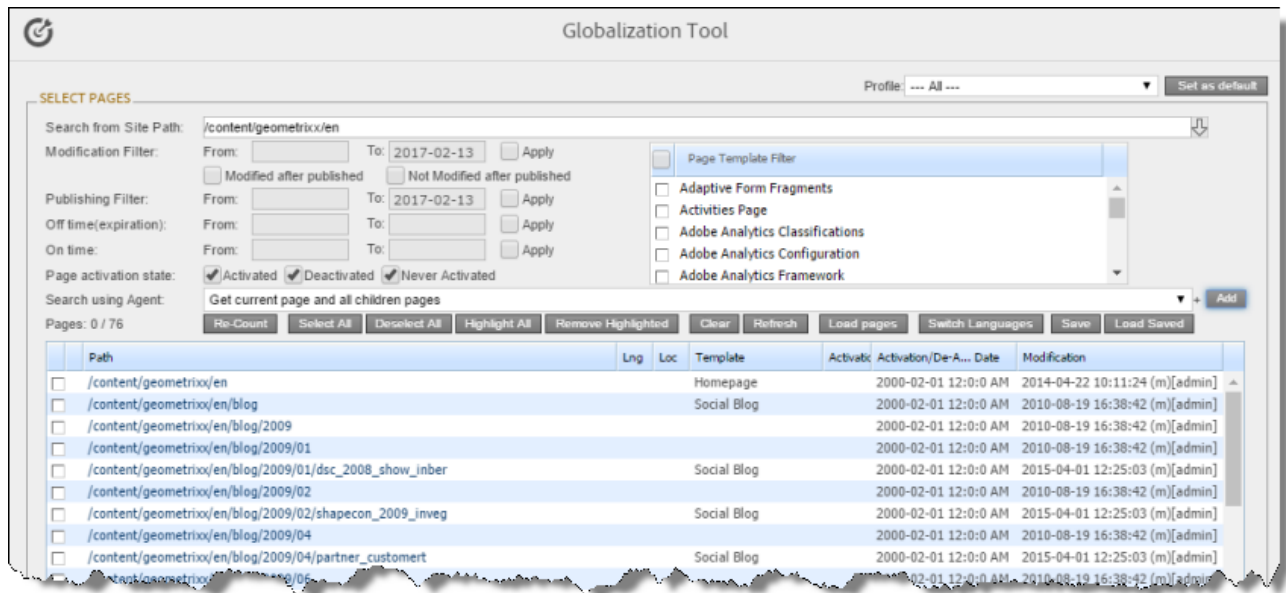 Globalization Tool
Profile: --- All --- Set as default
SELECT PAGES
Search from Site Path: /content/geometrixx/en
Modification Filter: From: To: 2017-02-13 Apply
Modified after published Not Modified after published
Publishing Filter: From: To: 2017-02-13 Apply
Off time(expiration): From: To: Apply
On time: From: To: Apply
Page activation state: Activated Deactivated Never Activated
Page Template Filter
Adaptive Form Fragments
Activities Page
Adobe Analytics Classifications
Adobe Analytics Configuration
Adobe Analytics Framework
Search using Agent: Get current page and all children pages + Add
Pages: 0 / 76 Re-Count Select All Deselect All Highlight All Remove Highlighted Clear Refresh Load pages Switch Languages Save Load Saved
Path Lng Loc Template Activatic Activation/De-A... Date Modification
/content/geometrixx/en Homepage 2000-02-01 12:0:0 AM 2014-04-22 10:11:24 (m)[admin]
/content/geometrixx/en/blog Social Blog 2000-02-01 12:0:0 AM 2010-08-19 16:38:42 (m)[admin]
/content/geometrixx/en/blog/2009 2000-02-01 12:0:0 AM 2010-08-19 16:38:42 (m)[admin]
/content/geometrixx/en/blog/2009/01 2000-02-01 12:0:0 AM 2010-08-19 16:38:42 (m)[admin]
/content/geometrixx/en/blog/2009/01/dsc_2008_show_inber Social Blog 2000-02-01 12:0:0 AM 2015-04-01 12:25:03 (m)[admin]
/content/geometrixx/en/blog/2009/02 2000-02-01 12:0:0 AM 2010-08-19 16:38:42 (m)[admin]
/content/geometrixx/en/blog/2009/02/shapecon_2009_inveg Social Blog 2000-02-01 12:0:0 AM 2015-04-01 12:25:03 (m)[admin]
/content/geometrixx/en/blog/2009/04 2000-02-01 12:0:0 AM 2010-08-19 16:38:42 (m)[admin]
/content/geometrixx/en/blog/2009/04/partner_customert Social Blog 2000-02-01 12:0:0 AM 2015-04-01 12:25:03 (m)[admin]
12:0:0 AM 2010-08-19 16:38:42